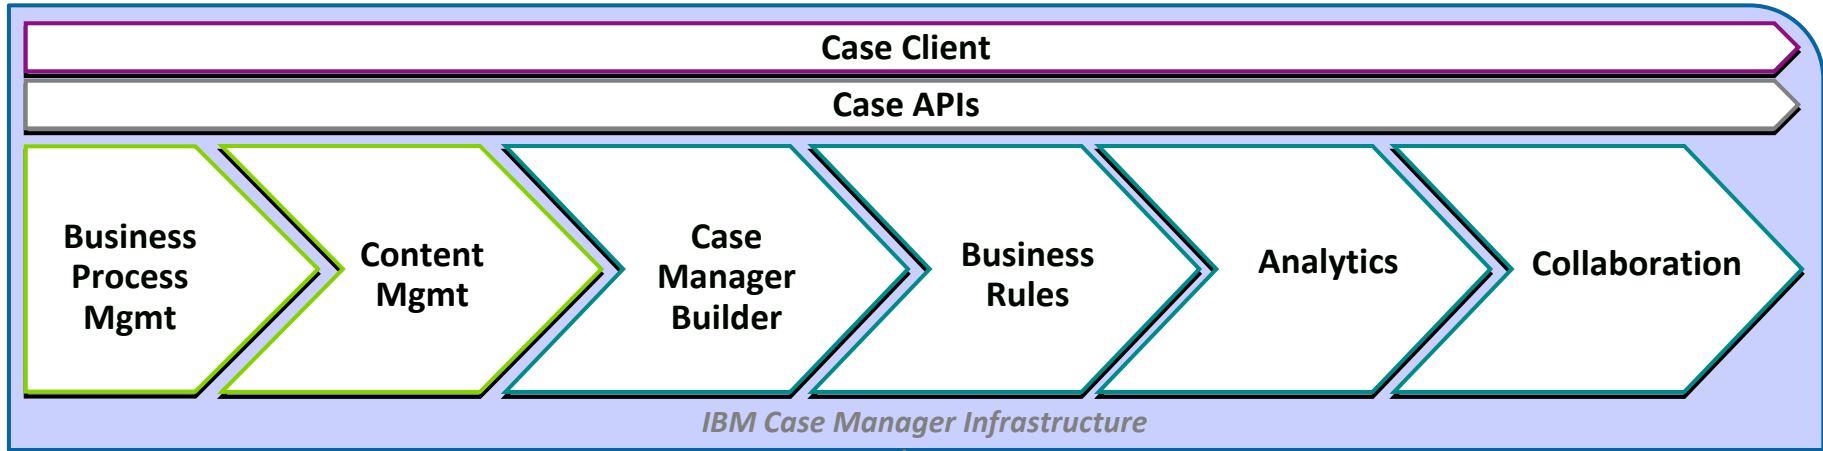 Case Client
Case APIs
Business
Process
Mgmt
Content
Mgmt
Case
Manager
Builder
Business
Rules
Analytics
Collaboration
IBM Case Manager Infrastructure